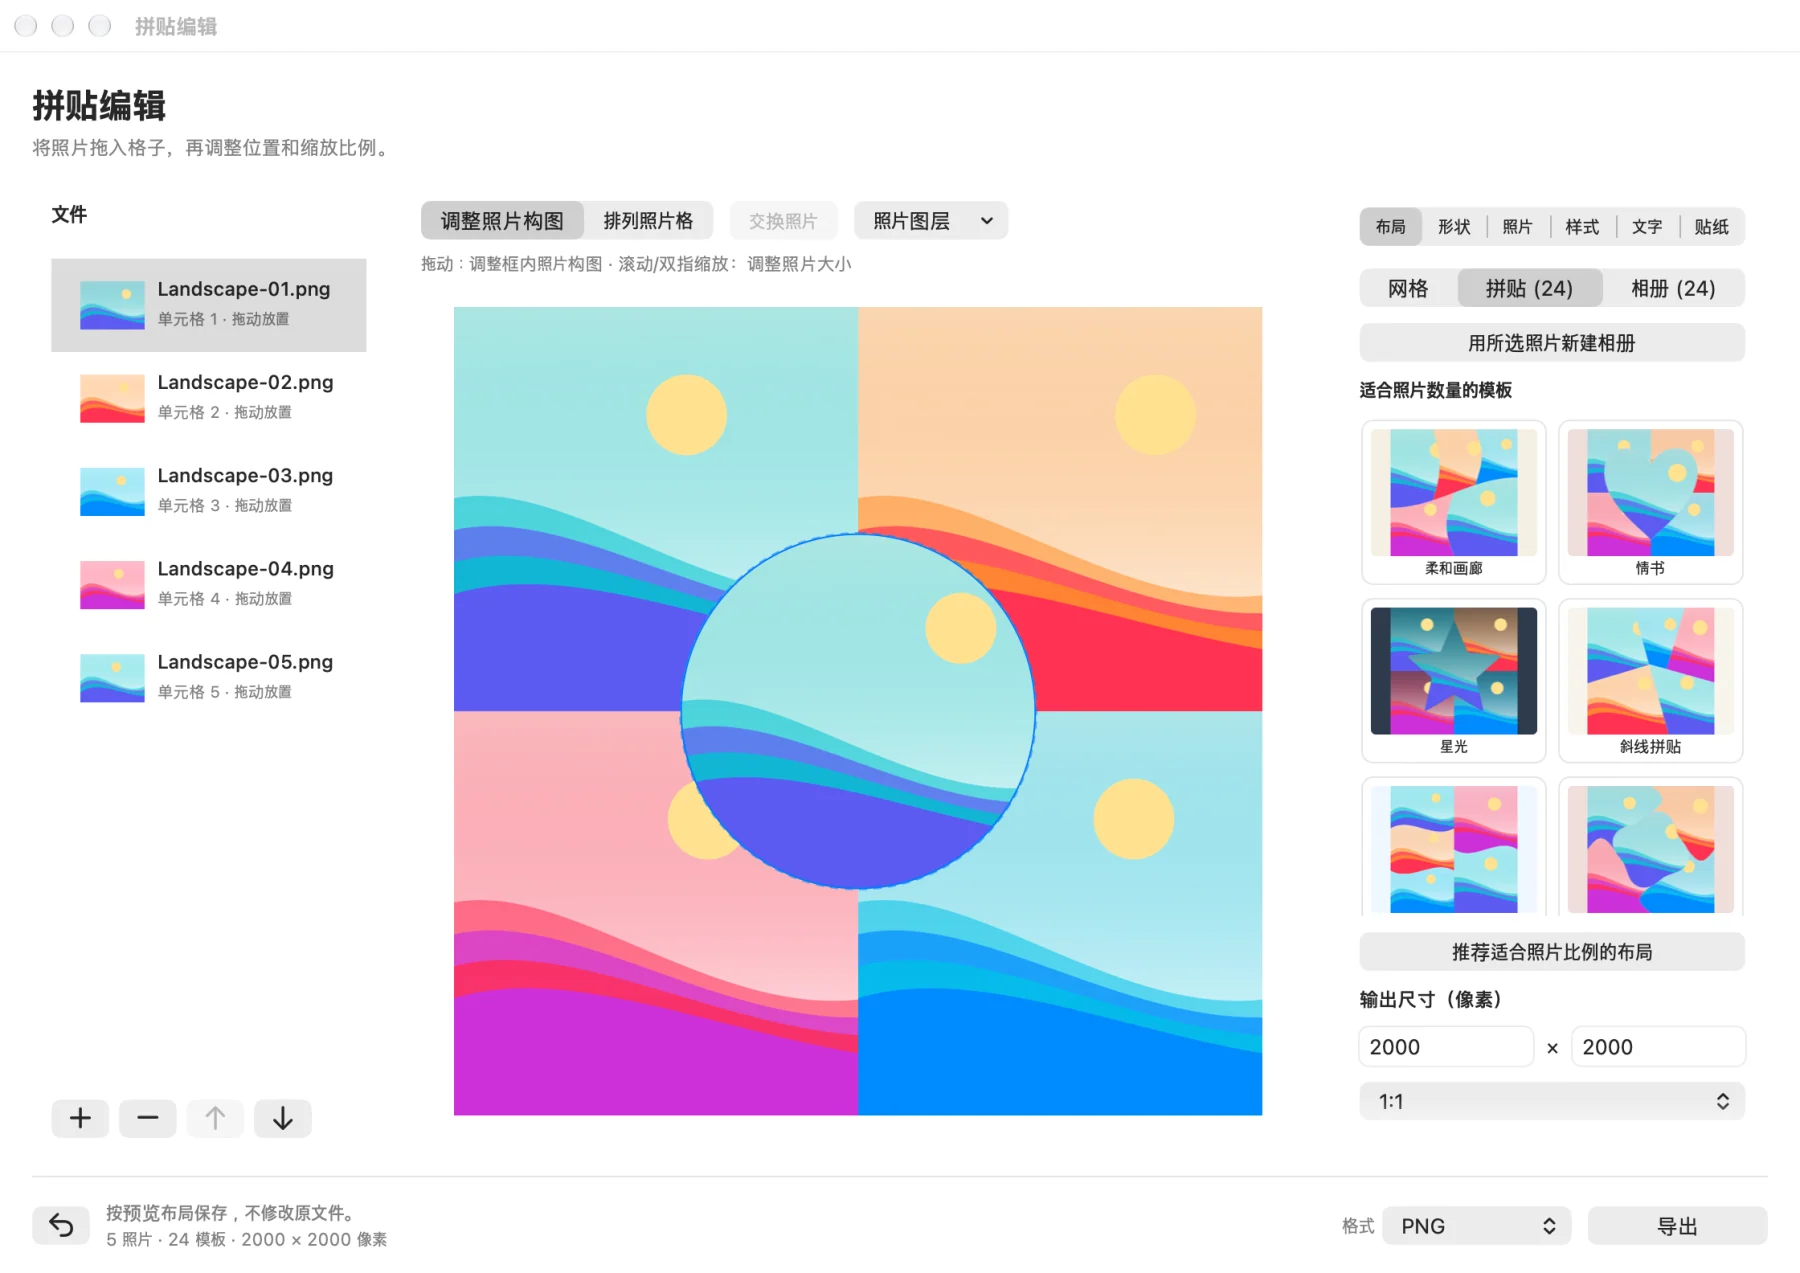 拼贴编辑
拼贴编辑
将照片拖入格子，再调整位置和缩放比例。
文件
Landscape-01.png
单元格 1 · 拖动放置
Landscape-02.png
单元格 2 · 拖动放置
Landscape-03.png
单元格 3 · 拖动放置
Landscape-04.png
单元格 4 · 拖动放置
Landscape-05.png
单元格 5 · 拖动放置
调整照片构图 排列照片格 交换照片 照片图层
拖动：调整框内照片构图 · 滚动/双指缩放：调整照片大小
布局 形状 照片 样式 文字 贴纸
网格 拼贴 (24) 相册 (24)
用所选照片新建相册
适合照片数量的模板
柔和画廊 情书
星光 斜线拼贴
推荐适合照片比例的布局
输出尺寸（像素）
2000 × 2000
1:1
按预览布局保存，不修改原文件。
5 照片 · 24 模板 · 2000 × 2000 像素
格式 PNG 导出